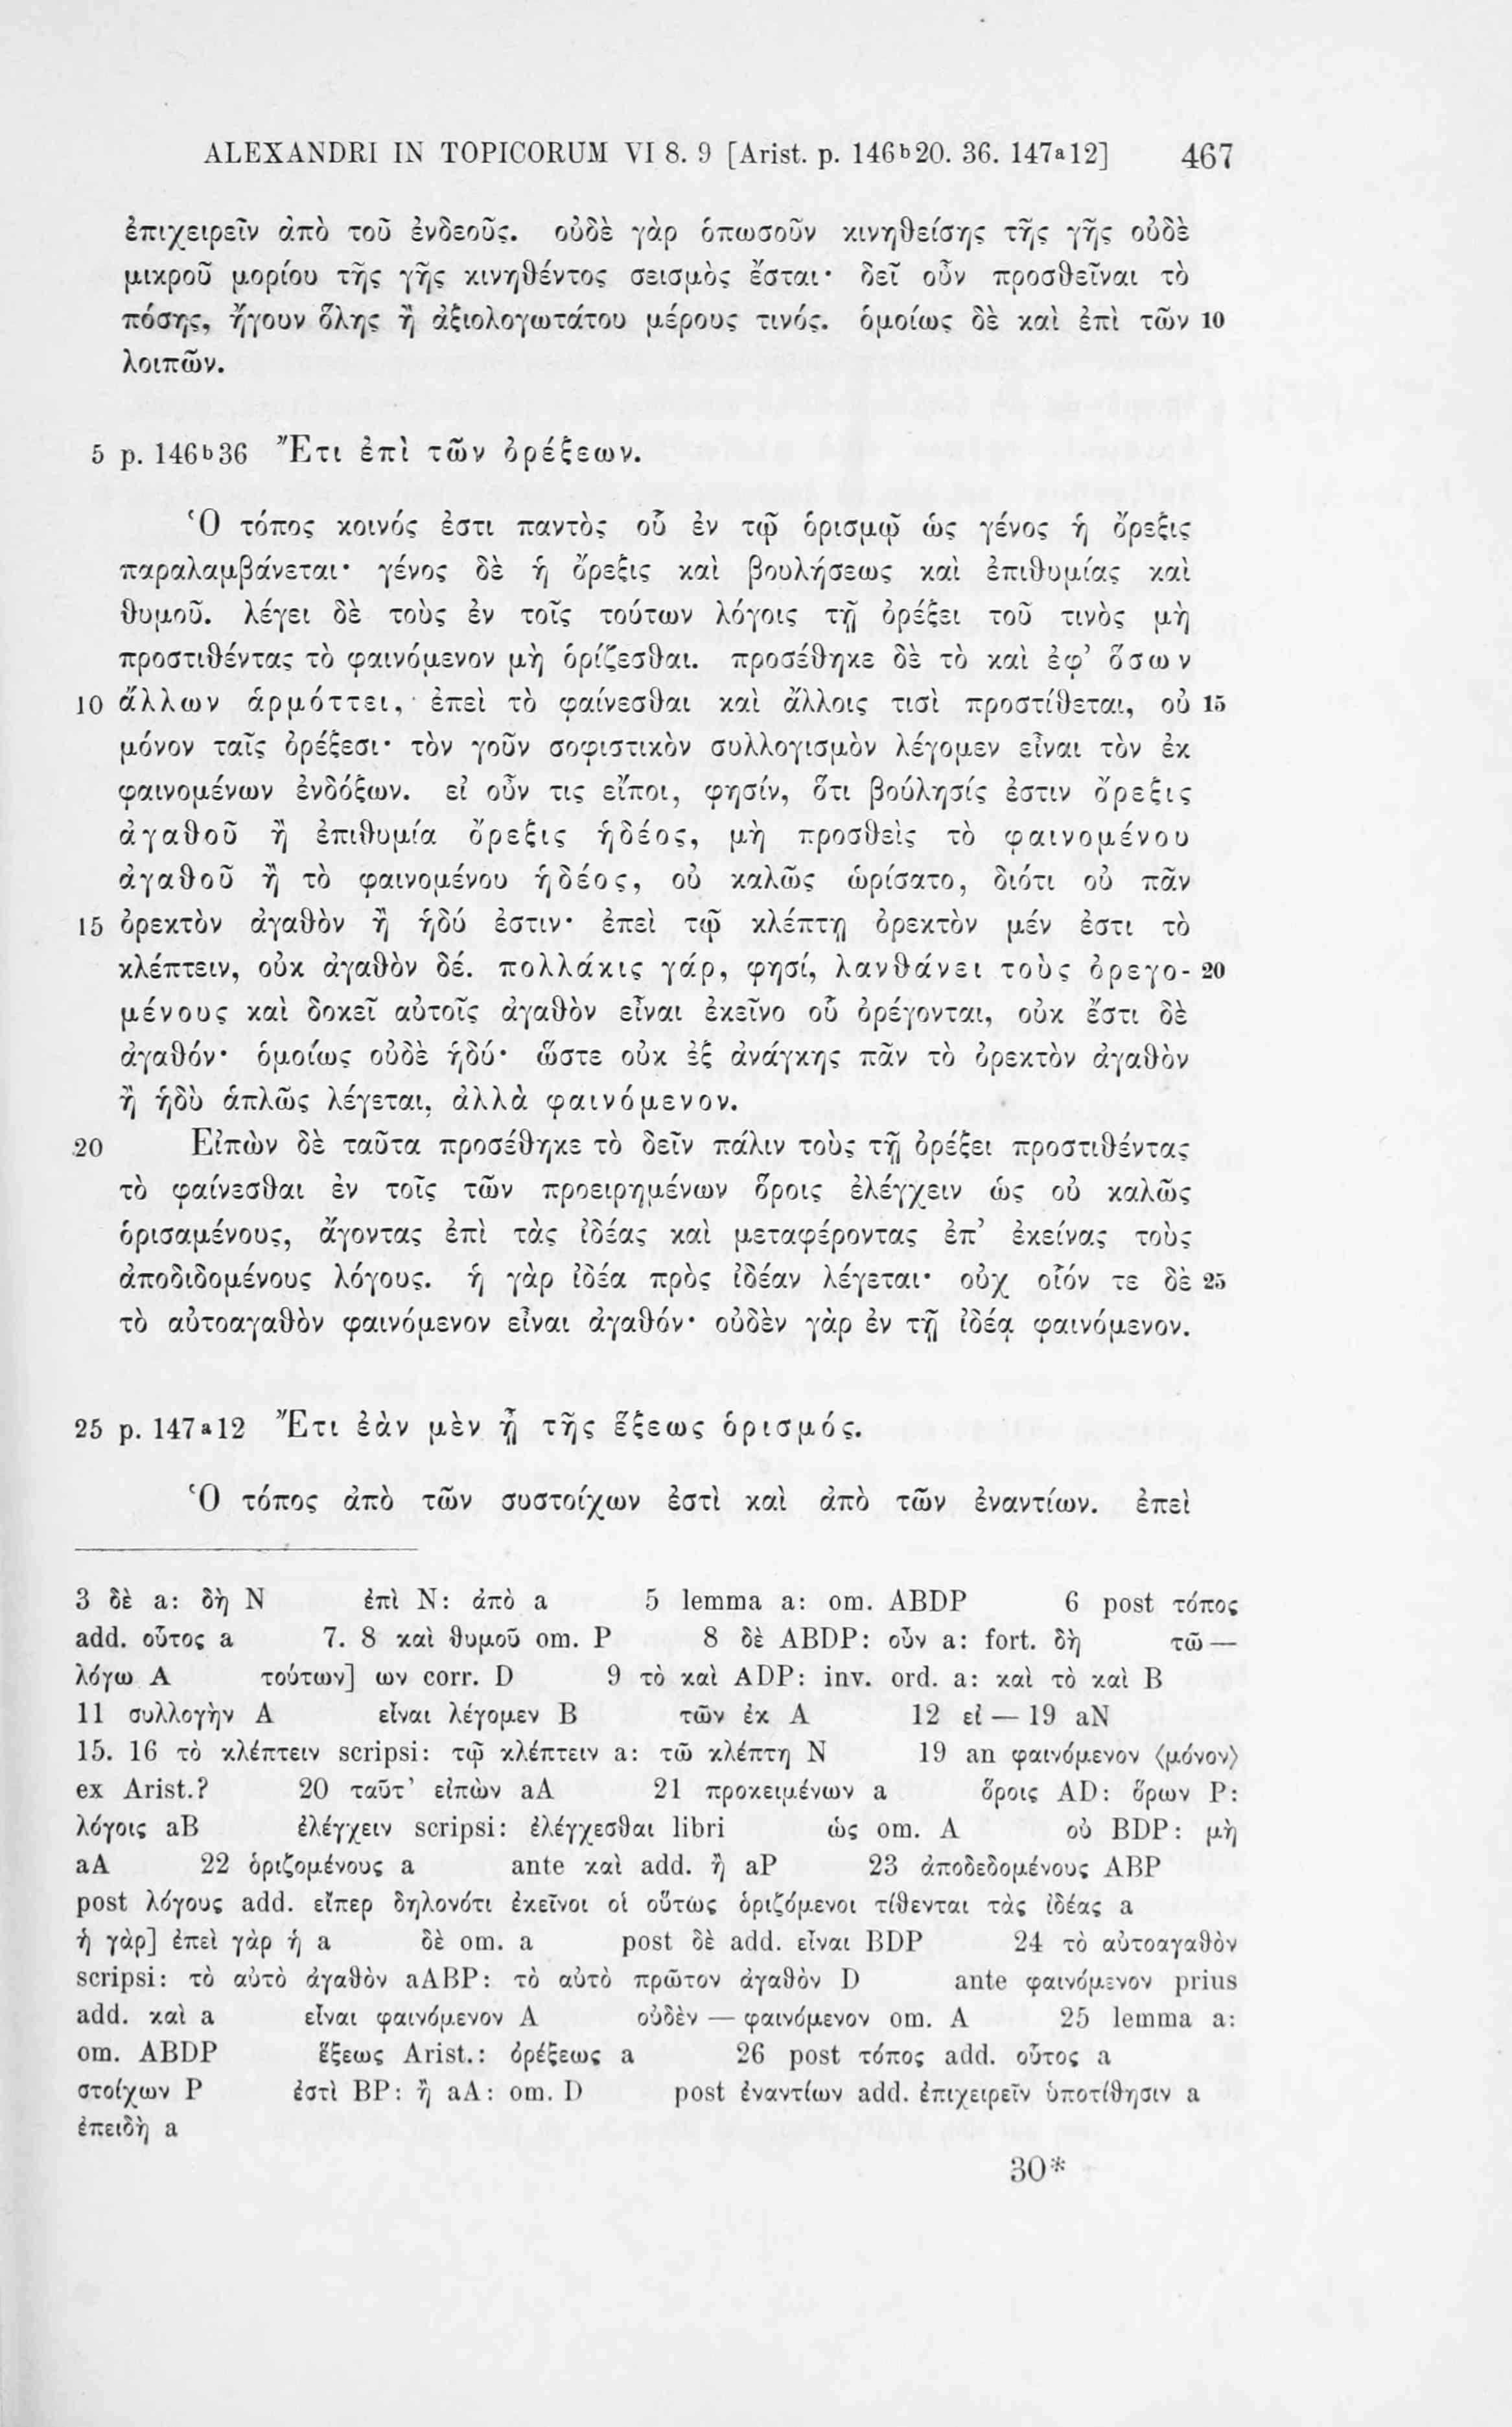 ALEXANDRI IN TOPICORUM VI 8. 9 [Arist. p. 146b20. 36. 147a12] 467
ἐπιχειρεῖν ἀπὸ τοῦ ἐνδεοῦς. οὐδὲ γὰρ ὁπωσοῦν κινηθείσης τῆς γῆς οὐδὲ
μικροῦ μορίου τῆς γῆς κινηθέντος σεισμὸς ἔσται· δεῖ οὖν προσθεῖναι τὸ
πόσης, ἤγουν ὅλης ἢ ἀξιολογωτάτου μέρους τινός. ὁμοίως δὲ καὶ ἐπὶ τῶν 10
λοιπῶν.
5 p. 146b36 Ἔτι ἐπὶ τῶν ὀρέξεων.
Ὁ τόπος κοινός ἐστι παντὸς οὗ ἐν τῷ ὁρισμῷ ὡς γένος ἡ ὄρεξις
παραλαμβάνεται· γένος δὲ ἡ ὄρεξις καὶ βουλήσεως καὶ ἐπιθυμίας καὶ
θυμοῦ. λέγει δὲ τοὺς ἐν τοῖς τούτων λόγοις τῇ ὀρέξει τοῦ τινὸς μὴ
προστιθέντας τὸ φαινόμενον μὴ ὁρίζεσθαι. προσέθηκε δὲ τὸ καὶ ἐφ’ ὅσων
10 ἄλλων ἁρμόττει, ἐπεὶ τὸ φαίνεσθαι καὶ ἄλλοις τισὶ προστίθεται, οὐ 15
μόνον ταῖς ὀρέξεσι· τὸν γοῦν σοφιστικὸν συλλογισμὸν λέγομεν εἶναι τὸν ἐκ
φαινομένων ἐνδόξων. εἰ οὖν τις εἴποι, φησίν, ὅτι βούλησίς ἐστιν ὄρεξις
ἀγαθοῦ ἢ ἐπιθυμία ὄρεξις ἡδέος, μὴ προσθεὶς τὸ φαινομένου
ἀγαθοῦ ἢ τὸ φαινομένου ἡδέος, οὐ καλῶς ὡρίσατο, διότι οὐ πᾶν
15 ὀρεκτὸν ἀγαθὸν ἢ ἡδύ ἐστιν· ἐπεὶ τῷ κλέπτῃ ὀρεκτὸν μέν ἐστι τὸ
κλέπτειν, οὐκ ἀγαθὸν δέ. πολλάκις γάρ, φησί, λανθάνει τοὺς ὀρεγο- 20
μένους καὶ δοκεῖ αὐτοῖς ἀγαθὸν εἶναι ἐκεῖνο οὗ ὀρέγονται, οὐκ ἔστι δὲ
ἀγαθόν· ὁμοίως οὐδὲ ἡδύ· ὥστε οὐκ ἐξ ἀνάγκης πᾶν τὸ ὀρεκτὸν ἀγαθὸν
ἢ ἡδὺ ἁπλῶς λέγεται, ἀλλὰ φαινόμενον.
20 Εἰπὼν δὲ ταῦτα προσέθηκε τὸ δεῖν πάλιν τοὺς τῇ ὀρέξει προστιθέντας
τὸ φαίνεσθαι ἐν τοῖς τῶν προειρημένων ὅροις ἐλέγχειν ὡς οὐ καλῶς
ὁρισαμένους, ἄγοντας ἐπὶ τὰς ἰδέας καὶ μεταφέροντας ἐπ’ ἐκείνας τοὺς
ἀποδιδομένους λόγους. ἡ γὰρ ἰδέα πρὸς ἰδέαν λέγεται· οὐχ οἷόν τε δὲ 25
τὸ αὐτοαγαθὸν φαινόμενον εἶναι ἀγαθόν· οὐδὲν γὰρ ἐν τῇ ἰδέᾳ φαινόμενον.
25 p. 147a12 Ἔτι ἐὰν μὲν ᾖ τῆς ἕξεως ὁρισμός.
Ὁ τόπος ἀπὸ τῶν συστοίχων ἐστὶ καὶ ἀπὸ τῶν ἐναντίων. ἐπεὶ
3 δὲ a: δὴ N ἐπὶ N: ἀπὸ a 5 lemma a: om. ABDP 6 post τόπος
add. οὗτος a 7. 8 καὶ θυμοῦ om. P 8 δὲ ABDP: οὖν a: fort. δὴ τῶ —
λόγω A τούτων] ων corr. D 9 τὸ καὶ ADP: inv. ord. a: καὶ τὸ καὶ B
11 συλλογὴν A εἶναι λέγομεν B τῶν ἐκ A 12 εἰ — 19 aN
15. 16 τὸ κλέπτειν scripsi: τῷ κλέπτειν a: τῶ κλέπτη N 19 an φαινόμενον ⟨μόνον⟩
ex Arist.? 20 ταῦτ’ εἰπὼν aA 21 προκειμένων a ὅροις AD: ὅρων P:
λόγοις aB ἐλέγχειν scripsi: ἐλέγχεσθαι libri ὡς om. A οὐ BDP: μὴ
aA 22 ὁριζομένους a ante καὶ add. ἢ aP 23 ἀποδεδομένους ABP
post λόγους add. εἴπερ δηλονότι ἐκεῖνοι οἱ οὕτως ὁριζόμενοι τίθενται τὰς ἰδέας a
ἡ γὰρ] ἐπεὶ γὰρ ἡ a δὲ om. a post δὲ add. εἶναι BDP 24 τὸ αὐτοαγαθὸν
scripsi: τὸ αὐτὸ ἀγαθὸν aABP: τὸ αὐτὸ πρῶτον ἀγαθὸν D ante φαινόμενον prius
add. καὶ a εἶναι φαινόμενον A οὐδὲν — φαινόμενον om. A 25 lemma a:
om. ABDP ἕξεως Arist.: ὀρέξεως a 26 post τόπος add. οὗτος a
στοίχων P ἐστὶ BP: ἢ aA: om. D post ἐναντίων add. ἐπιχειρεῖν ὑποτίθησιν a
ἐπειδὴ a
30*